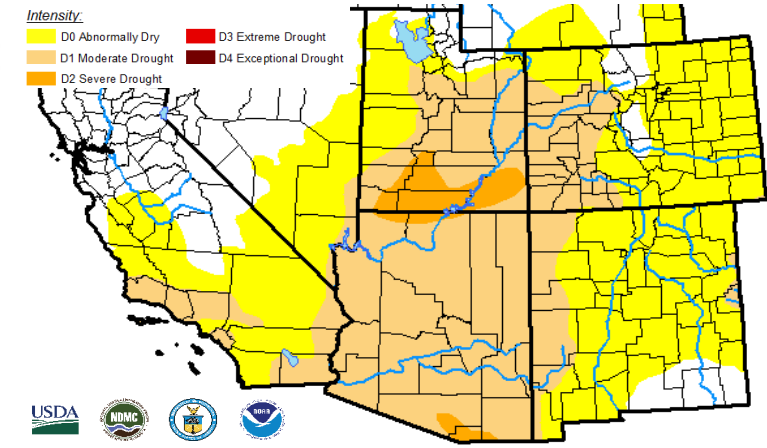 Intensity:
D0 Abnormally Dry
D1 Moderate Drought
D2 Severe Drought
D3 Extreme Drought
D4 Exceptional Drought
USDA
NDMC
NOAA